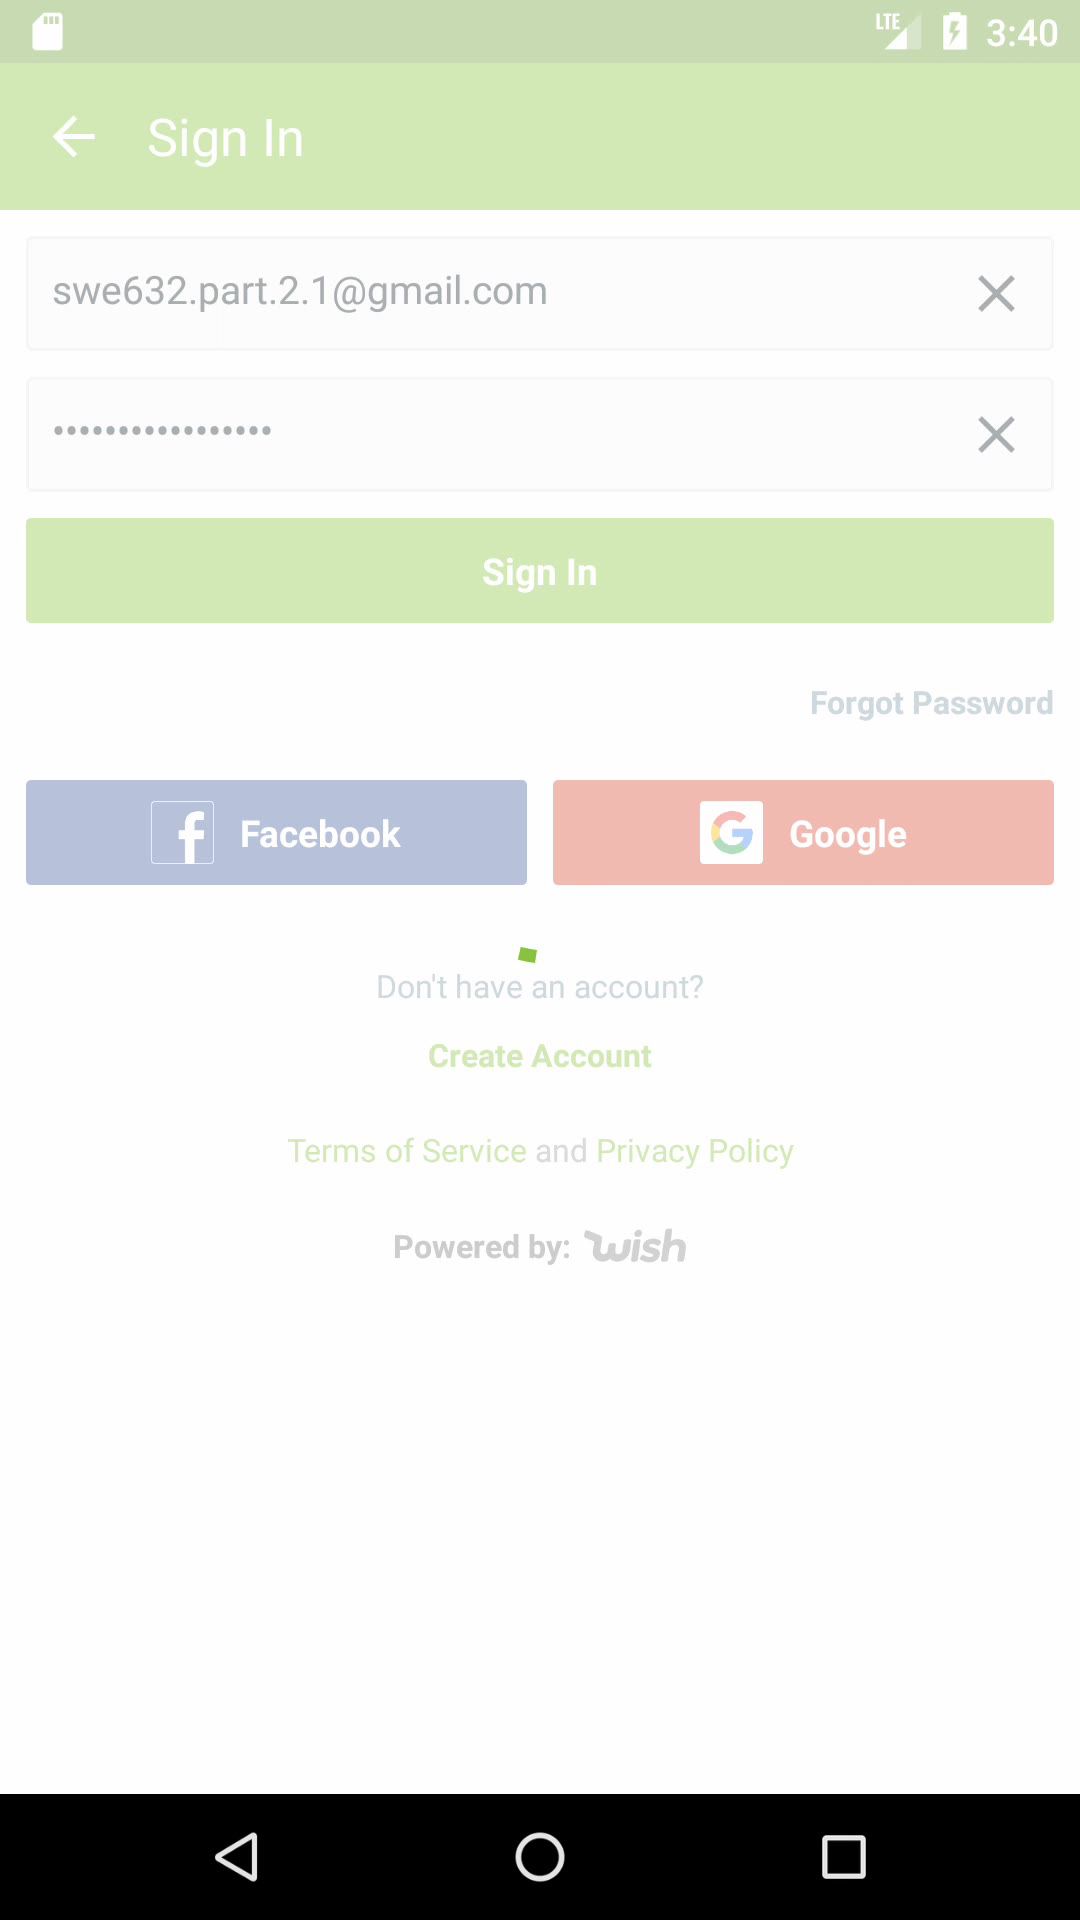 LTE 3:40
Sign In
swe632.part.2.1@gmail.com
•••••••••••••••••
Sign In
Forgot Password
Facebook Google
Don't have an account?
Create Account
Terms of Service and Privacy Policy
Powered by: wish